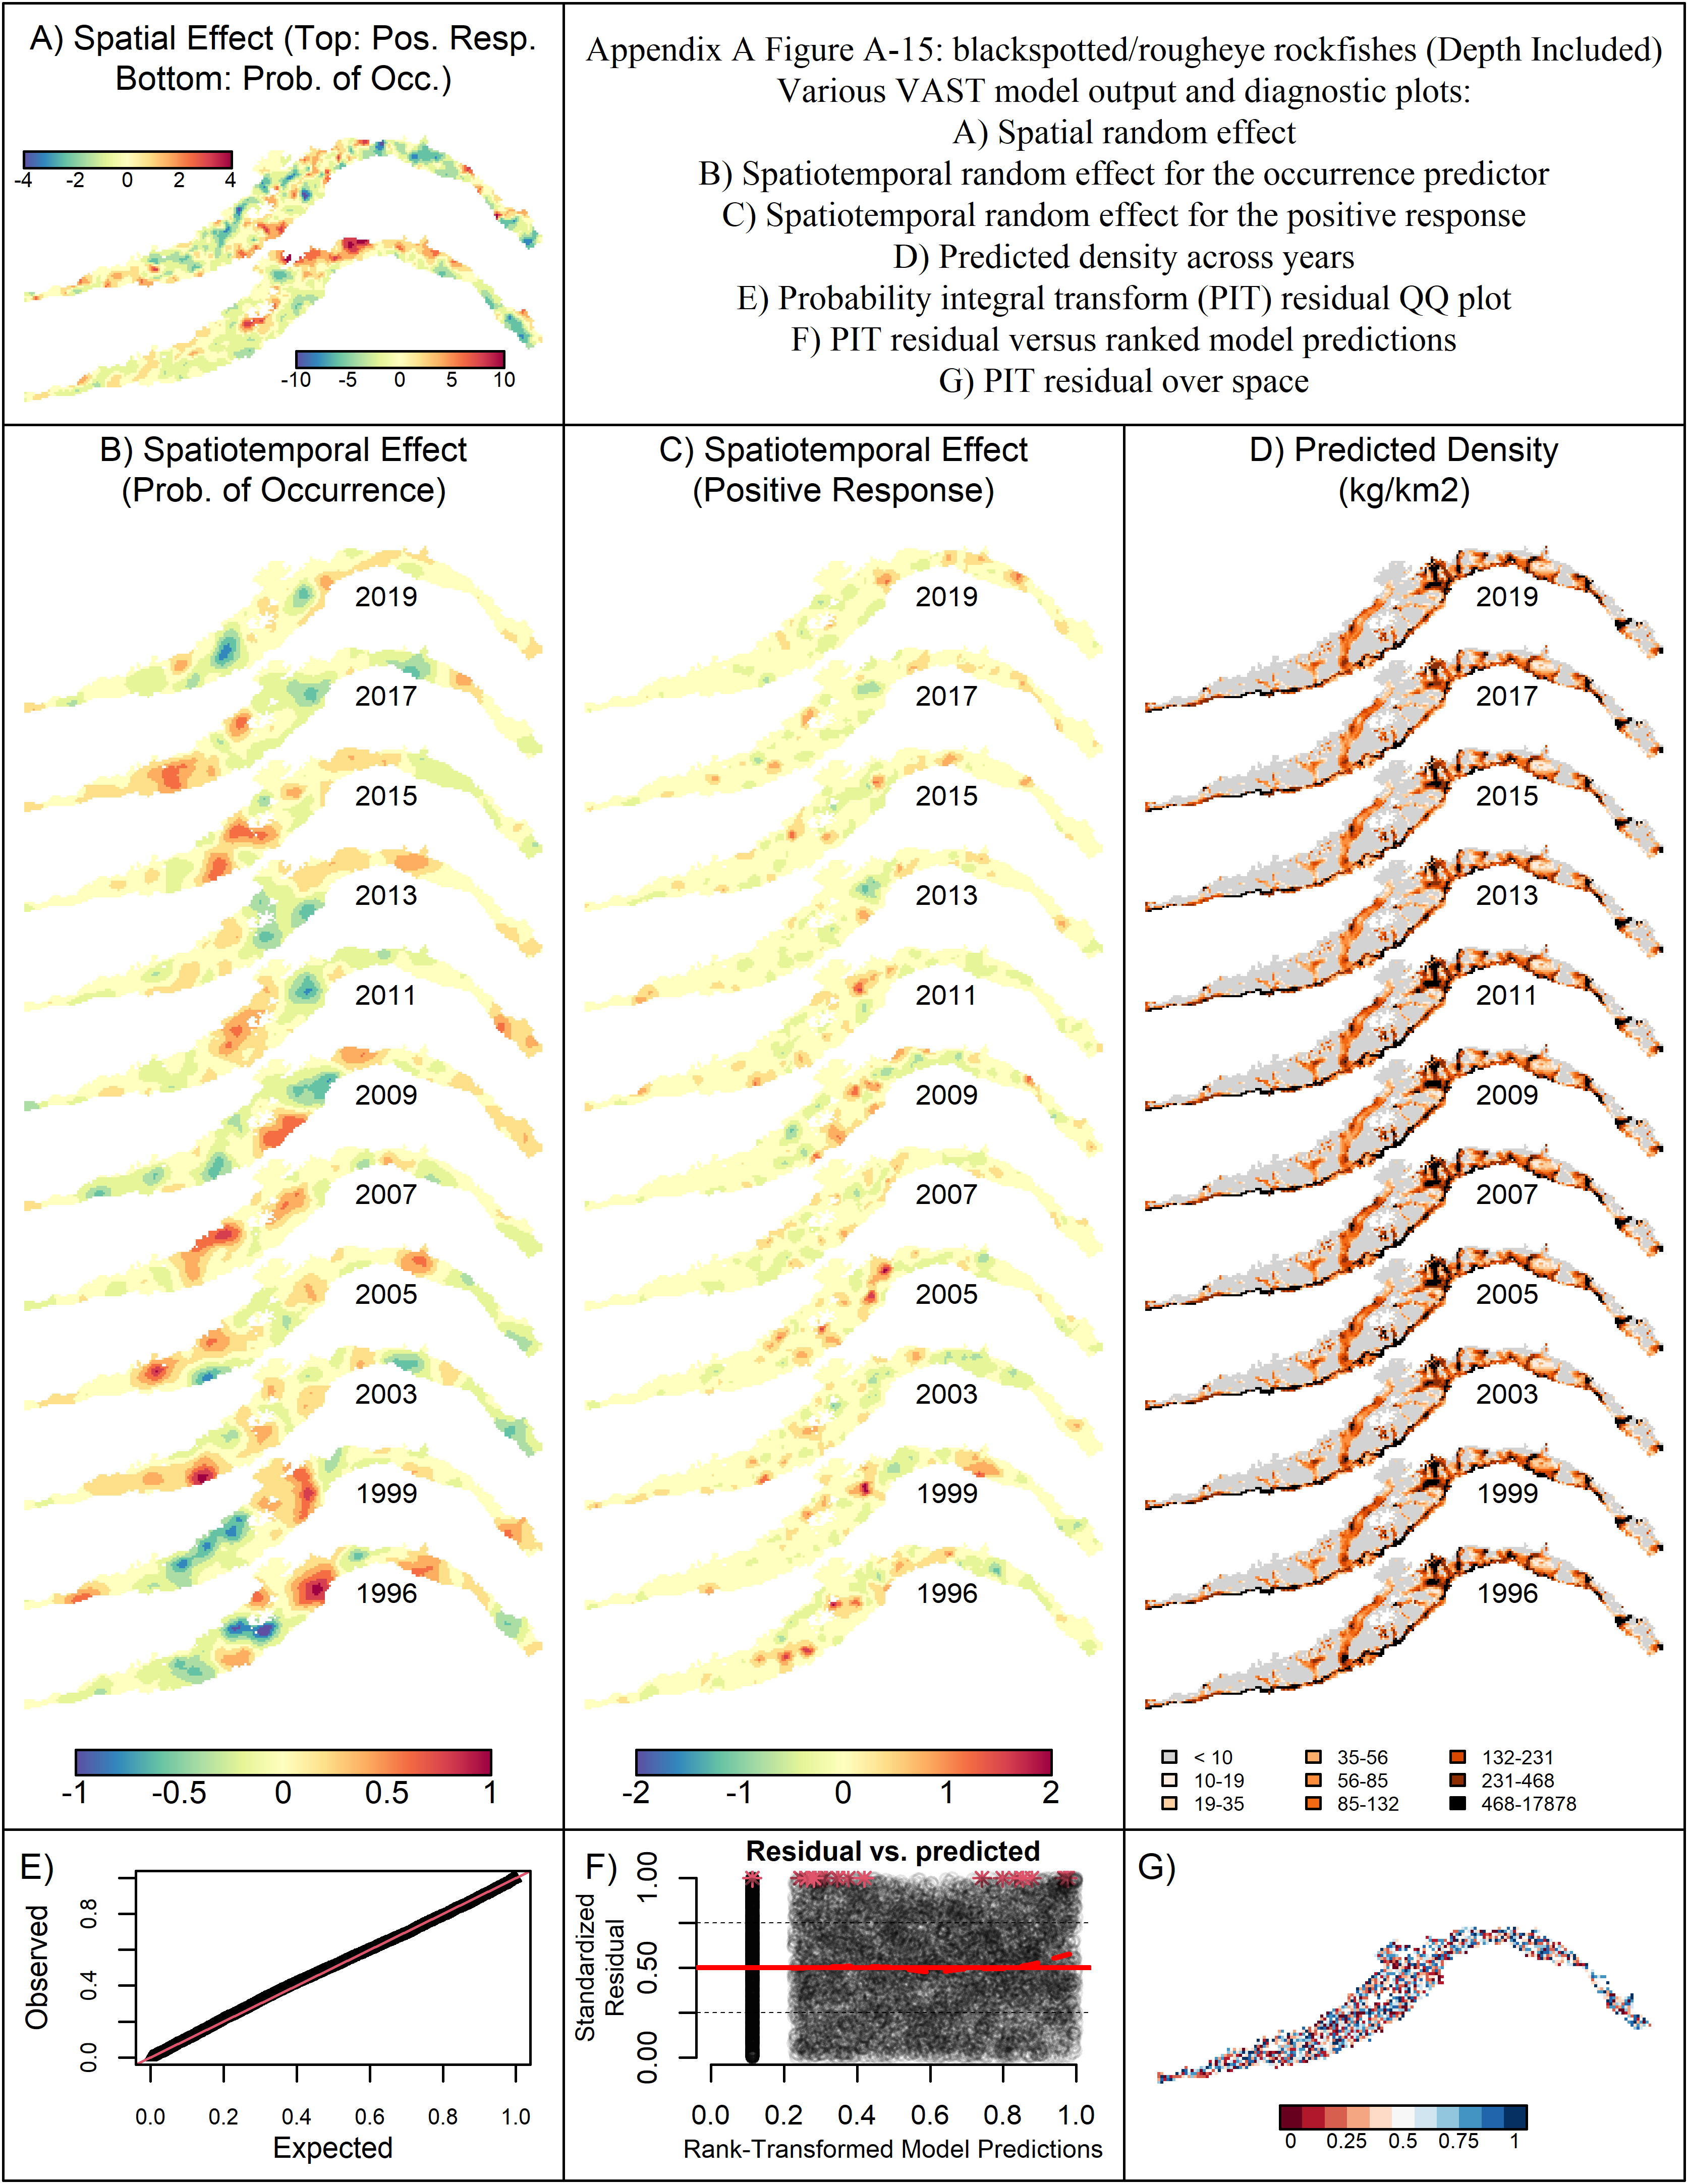 A) Spatial Effect (Top: Pos. Resp.
Bottom: Prob. of Occ.)
-4 -2 0 2 4
-10 -5 0 5 10
Appendix A Figure A-15: blackspotted/rougheye rockfishes (Depth Included)
Various VAST model output and diagnostic plots:
A) Spatial random effect
B) Spatiotemporal random effect for the occurrence predictor
C) Spatiotemporal random effect for the positive response
D) Predicted density across years
E) Probability integral transform (PIT) residual QQ plot
F) PIT residual versus ranked model predictions
G) PIT residual over space
B) Spatiotemporal Effect
(Prob. of Occurrence)
2019
2017
2015
2013
2011
2009
2007
2005
2003
1999
1996
-1 -0.5 0 0.5 1
C) Spatiotemporal Effect
(Positive Response)
2019
2017
2015
2013
2011
2009
2007
2005
2003
1999
1996
-2 -1 0 1 2
D) Predicted Density
(kg/km2)
2019
2017
2015
2013
2011
2009
2007
2005
2003
1999
1996
< 10 35-56 132-231
10-19 56-85 231-468
19-35 85-132 468-17878
E)
Observed
0.0 0.4 0.8
0.0 0.2 0.4 0.6 0.8 1.0
Expected
F)
Residual vs. predicted
Standardized
Residual
0.00 0.50 1.00
0.0 0.2 0.4 0.6 0.8 1.0
Rank-Transformed Model Predictions
G)
0 0.25 0.5 0.75 1